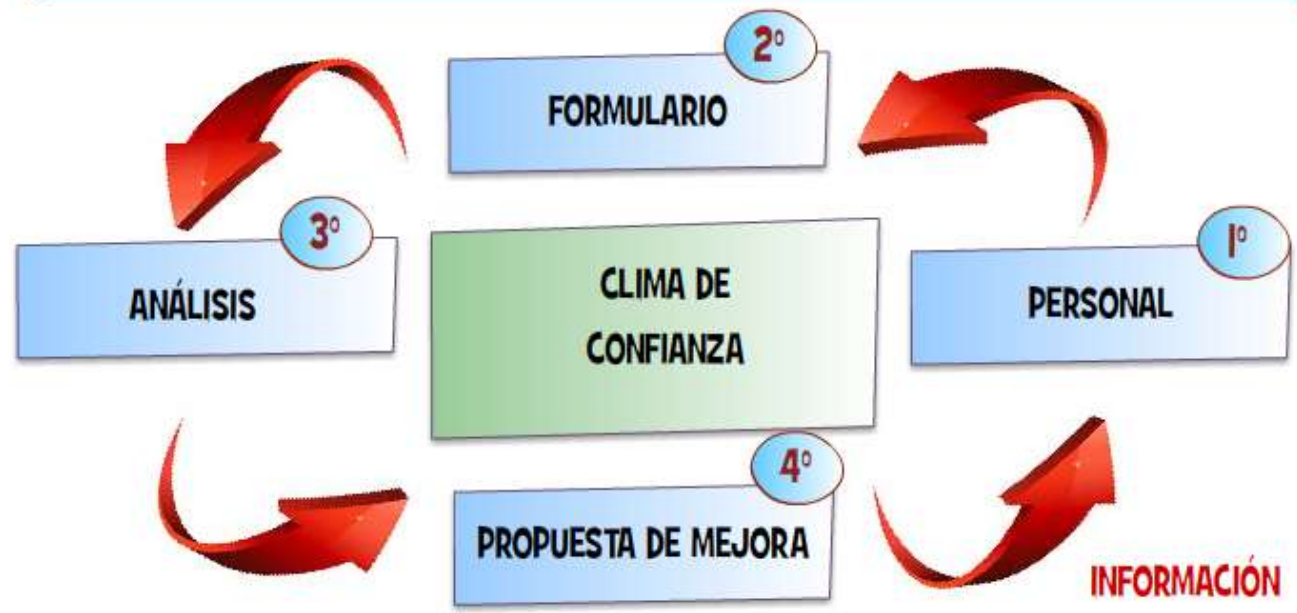 2º
FORMULARIO
3º
ANÁLISIS
CLIMA DE
CONFIANZA
1º
PERSONAL
4º
PROPUESTA DE MEJORA
INFORMACIÓN